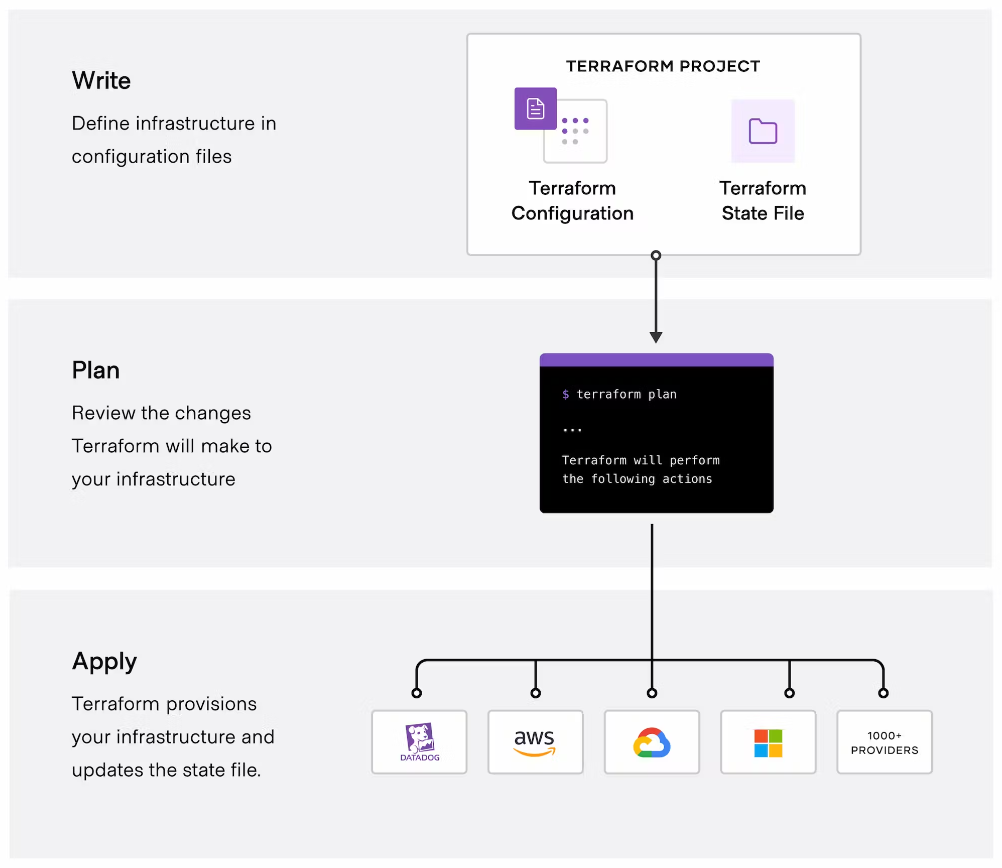 Write
Define infrastructure in
configuration files
TERRAFORM PROJECT
Terraform
Configuration
Terraform
State File
Plan
Review the changes
Terraform will make to
your infrastructure
$ terraform plan
...
Terraform will perform
the following actions
Apply
Terraform provisions
your infrastructure and
updates the state file.
DATADOG
aws
1000+
PROVIDERS